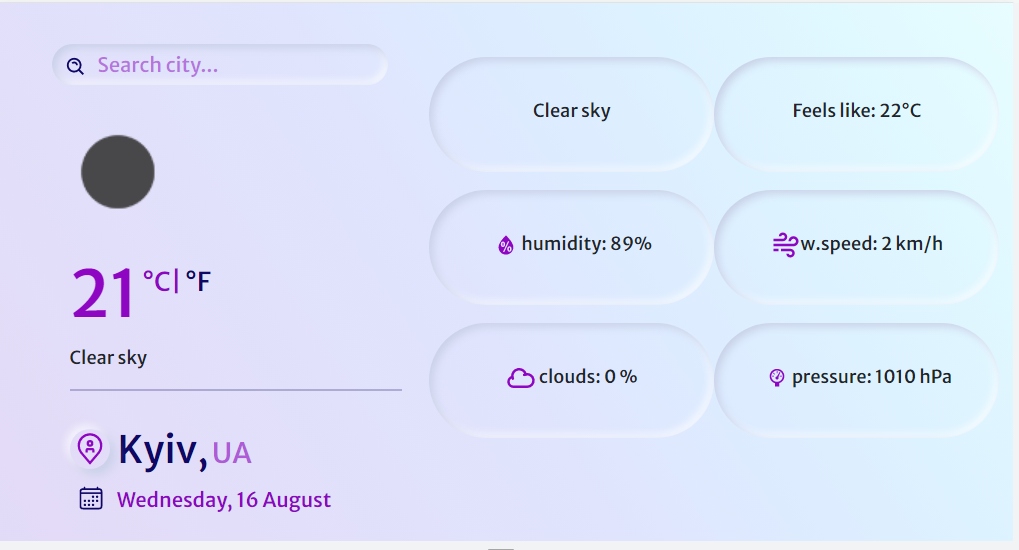 Search city...
21 °C| °F
Clear sky
Kyiv, UA
Wednesday, 16 August
Clear sky
Feels like: 22°C
% humidity: 89%
w.speed: 2 km/h
clouds: 0 %
pressure: 1010 hPa